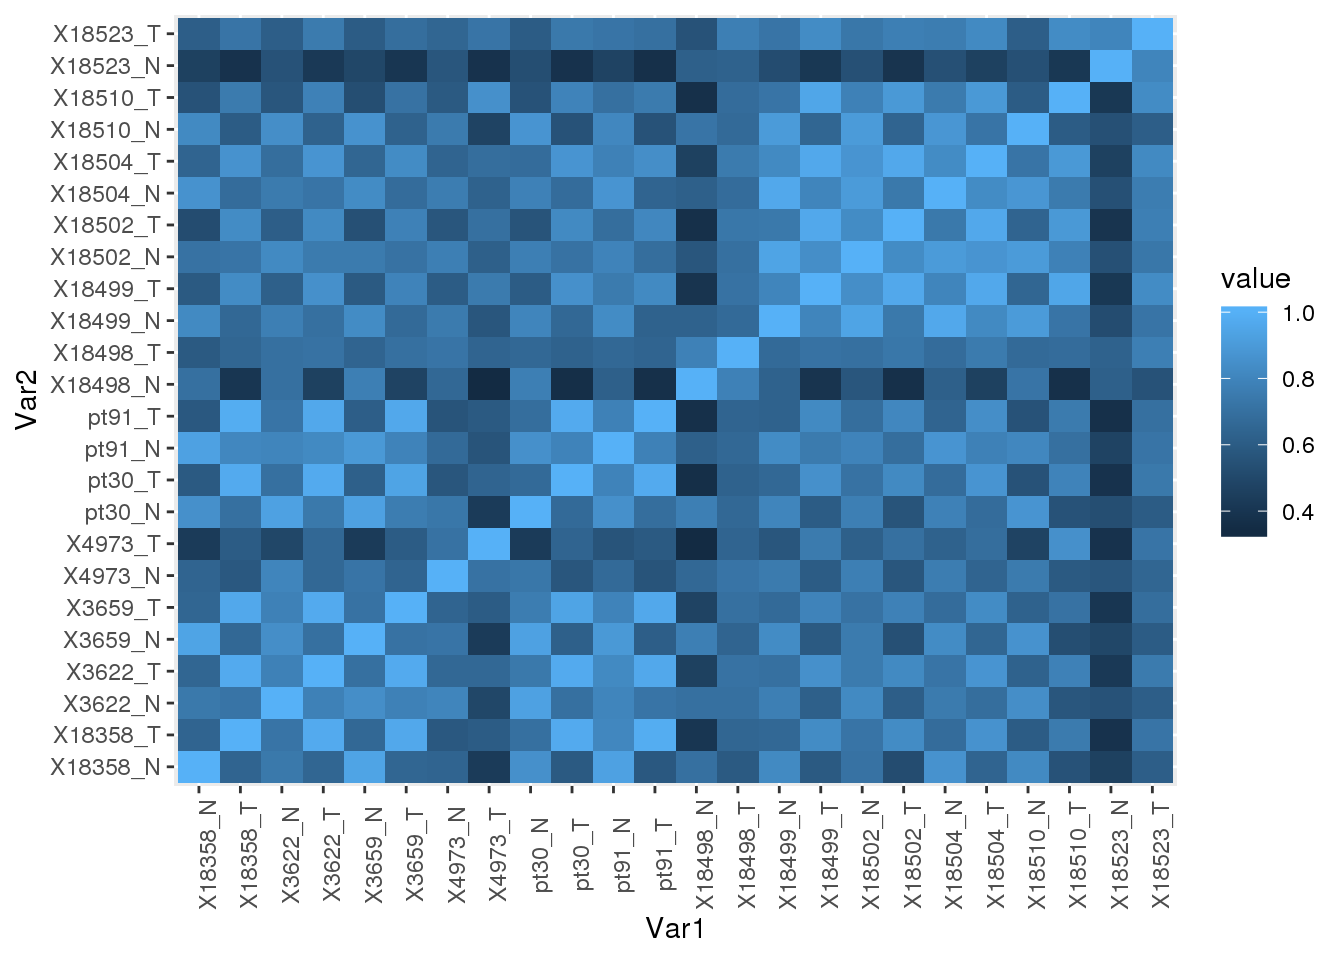 X18523_T
X18523_N
X18510_T
X18510_N
X18504_T
X18504_N
X18502_T
X18502_N
X18499_T
X18499_N
X18498_T
X18498_N
pt91_T
pt91_N
pt30_T
pt30_N
X4973_T
X4973_N
X3659_T
X3659_N
X3622_T
X3622_N
X18358_T
X18358_N
Var2
X18358_N
X18358_T
X3622_N
X3622_T
X3659_N
X3659_T
X4973_N
X4973_T
pt30_N
pt30_T
pt91_N
pt91_T
X18498_N
X18498_T
X18499_N
X18499_T
X18502_N
X18502_T
X18504_N
X18504_T
X18510_N
X18510_T
X18523_N
X18523_T
Var1
value
1.0
0.8
0.6
0.4